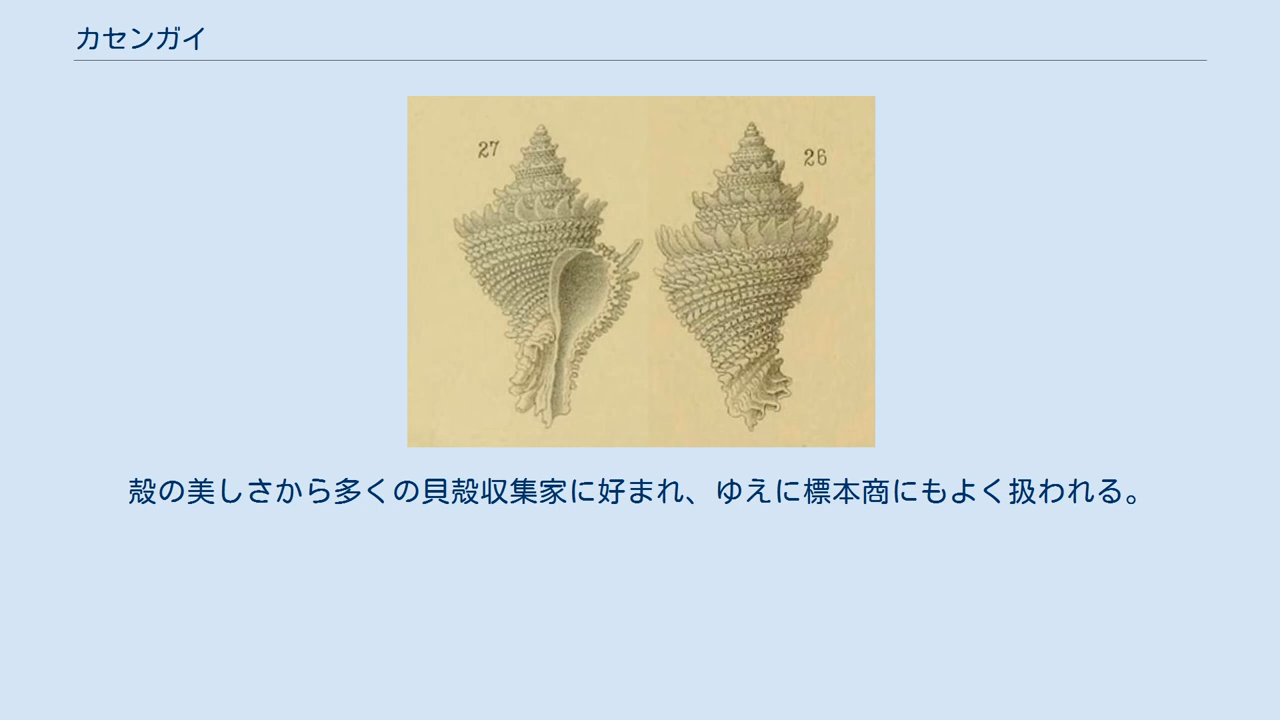 カセンガイ
27
26
殻の美しさから多くの貝殻収集家に好まれ、ゆえに標本商にもよく扱われる。